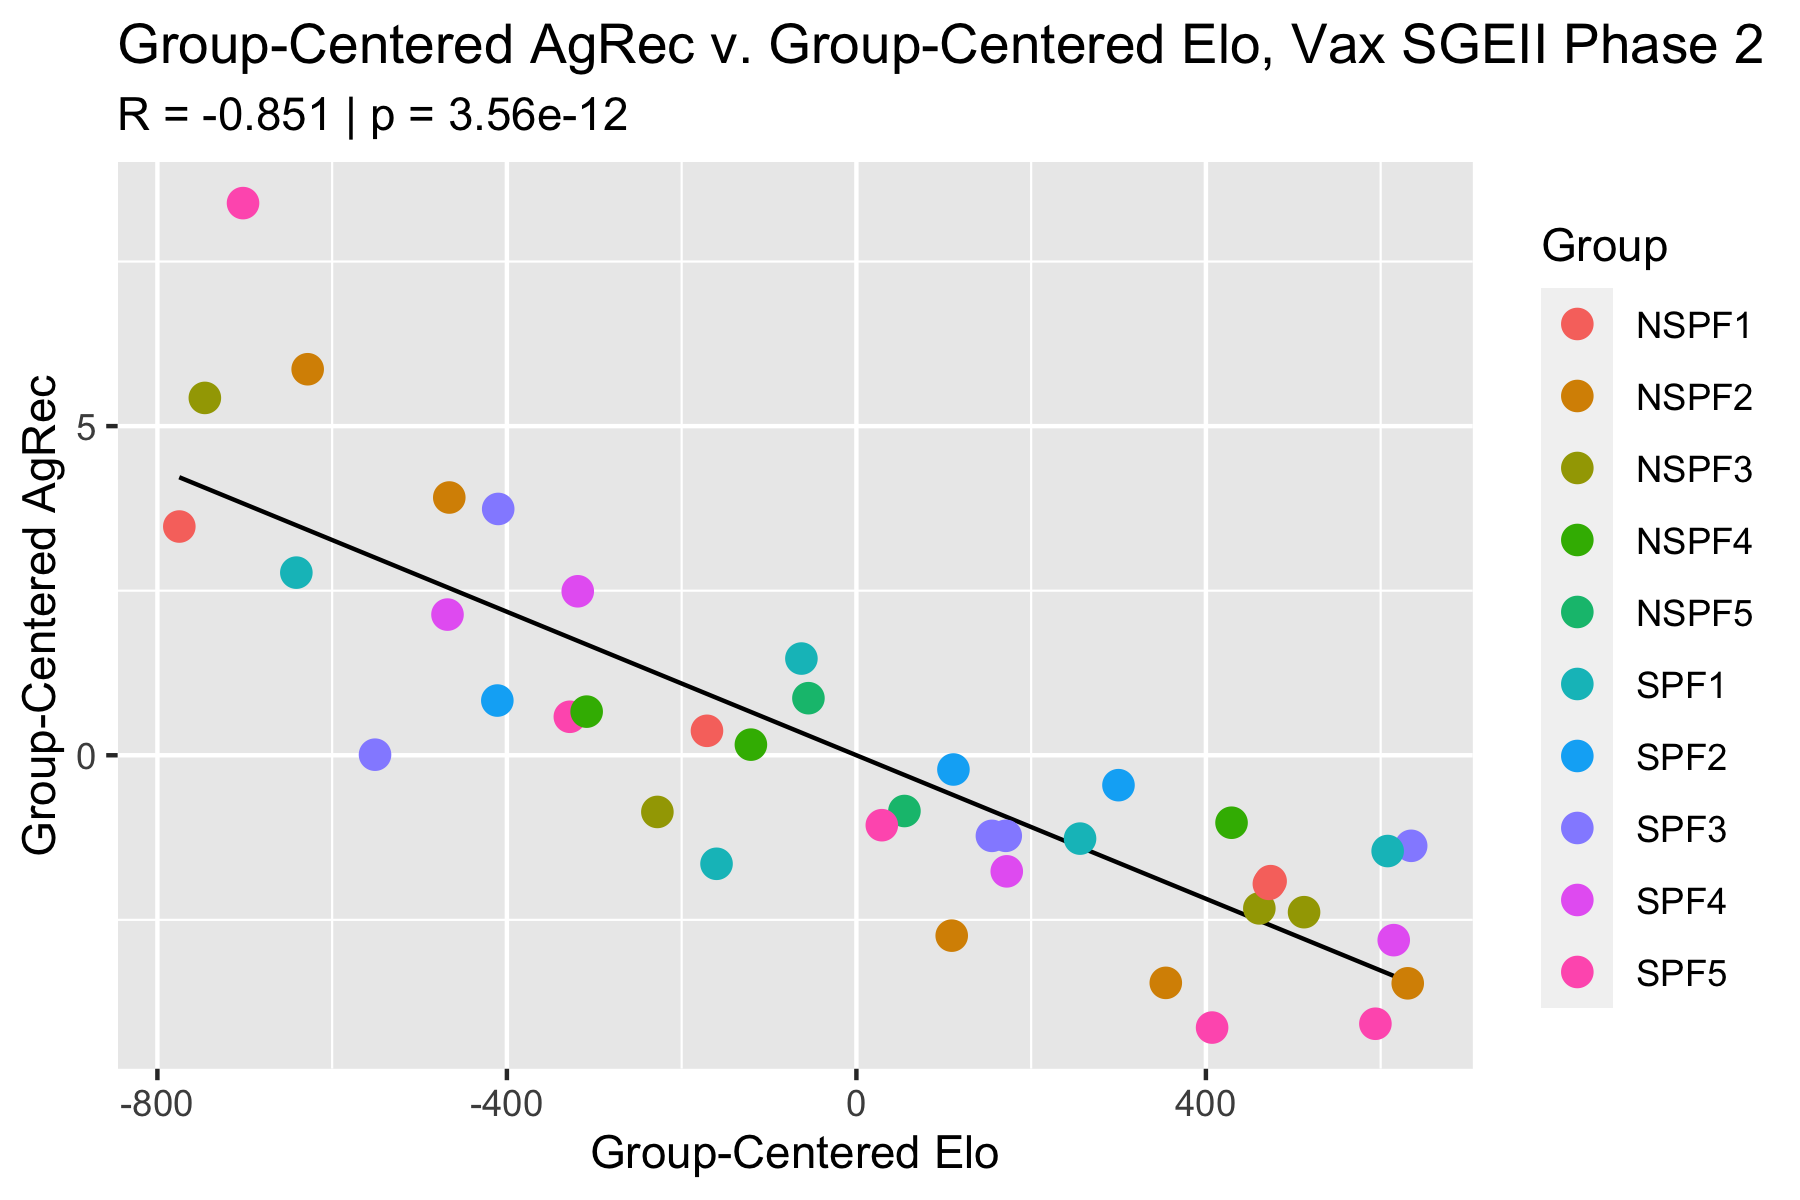 Group-Centered AgRec v. Group-Centered Elo, Vax SGEII Phase 2
R = -0.851 | p = 3.56e-12
Group-Centered AgRec
5
0
-800
-400
0
400
Group-Centered Elo
Group
NSPF1
NSPF2
NSPF3
NSPF4
NSPF5
SPF1
SPF2
SPF3
SPF4
SPF5